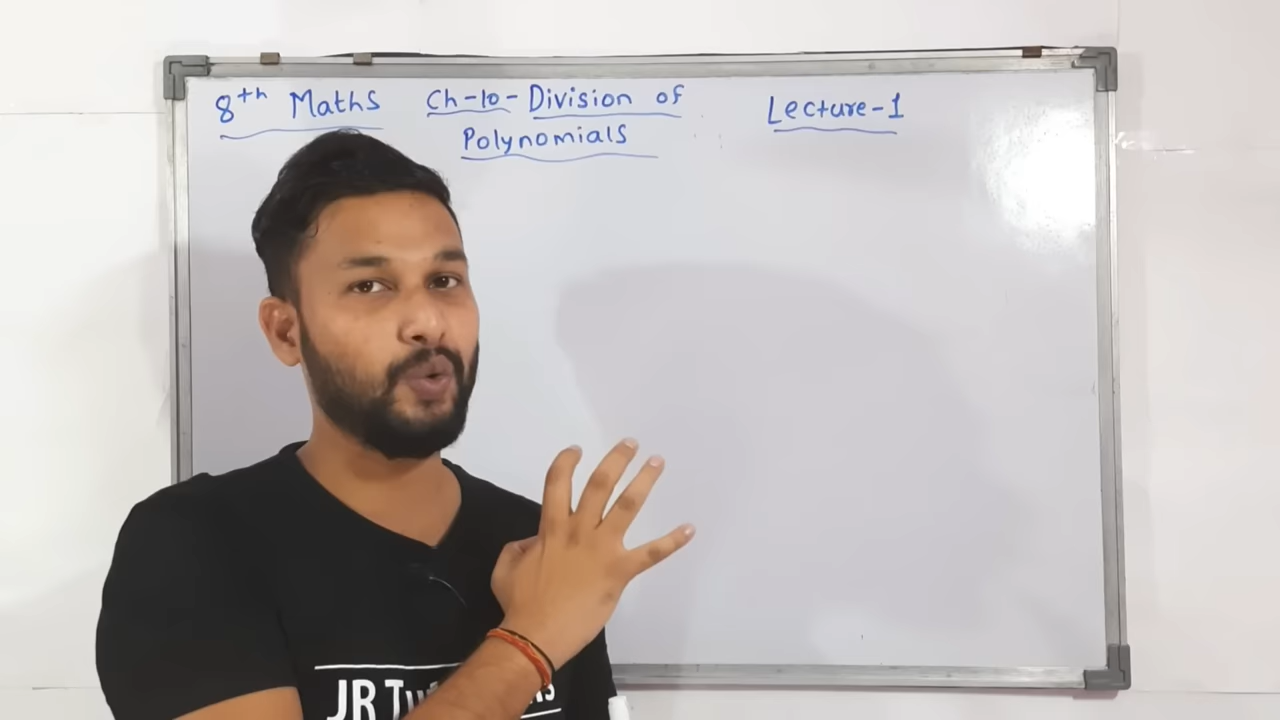 8th Maths Ch-10- Division of Lecture-1
Polynomials
JR